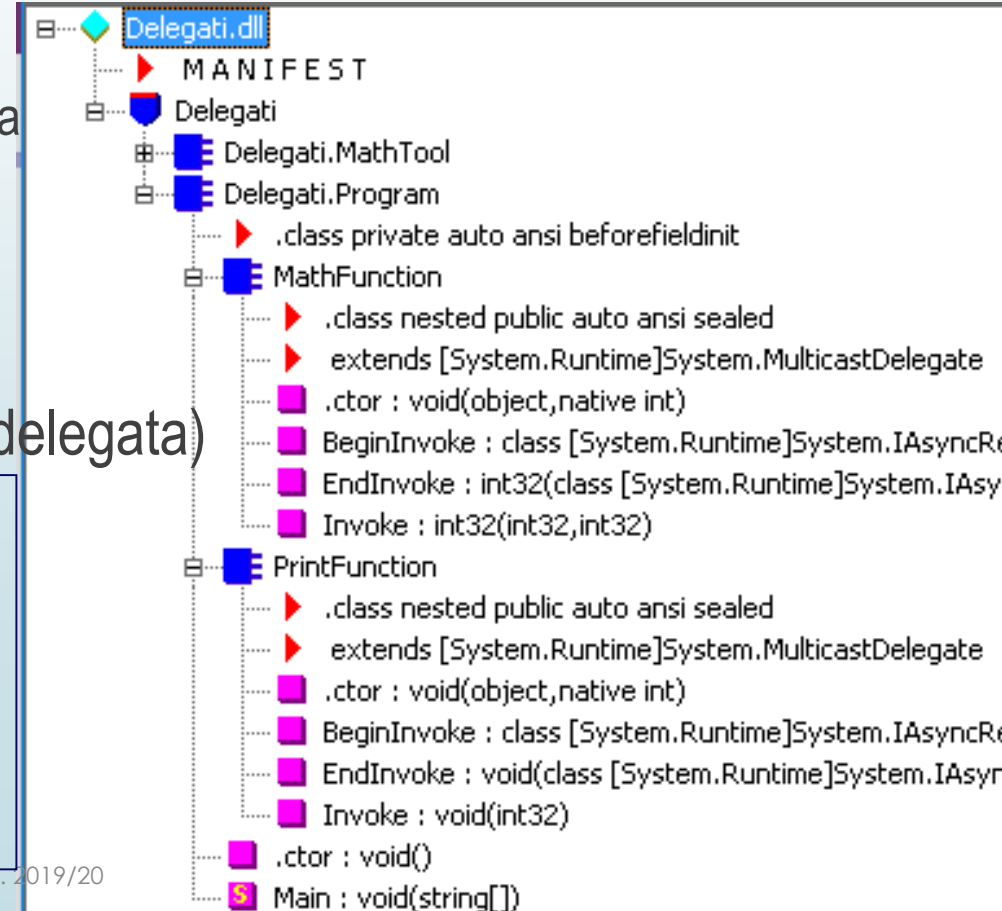 Delegati.dll
M A N I F E S T
a
Delegati
Delegati.MathTool
Delegati.Program
.class private auto ansi beforefieldinit
MathFunction
.class nested public auto ansi sealed
extends [System.Runtime]System.MulticastDelegate
.ctor : void(object,native int)
delegata)
BeginInvoke : class [System.Runtime]System.IAsyncRe
EndInvoke : int32(class [System.Runtime]System.IAsy
Invoke : int32(int32,int32)
PrintFunction
.class nested public auto ansi sealed
extends [System.Runtime]System.MulticastDelegate
.ctor : void(object,native int)
BeginInvoke : class [System.Runtime]System.IAsyncRe
EndInvoke : void(class [System.Runtime]System.IAsyn
Invoke : void(int32)
.ctor : void()
. 2019/20
S Main : void(string[])